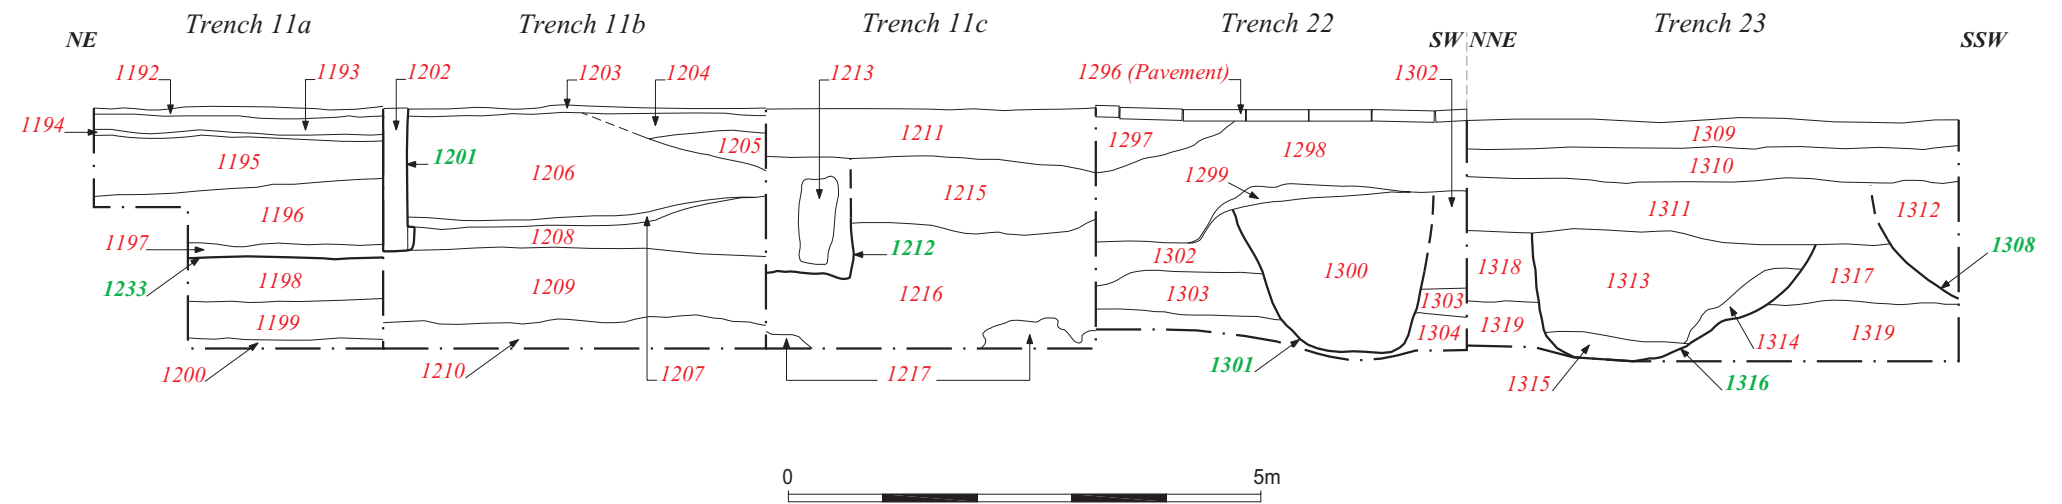 Trench 11a Trench 11b Trench 11c Trench 22 Trench 23
NE SW NNE SSW
1192 1193 1202 1203 1204 1213 1296 (Pavement) 1302
1194 1195 1201 1205 1206 1211 1297 1298 1309
1310
1299
1196 1215 1311 1312
1197 1208 1212 1302 1308
1233 1198 1209 1216 1303 1300 1303 1318 1313 1317
1199 1304 1319 1314 1319
1200 1210 1207 1217 1301 1315 1316
0 5m